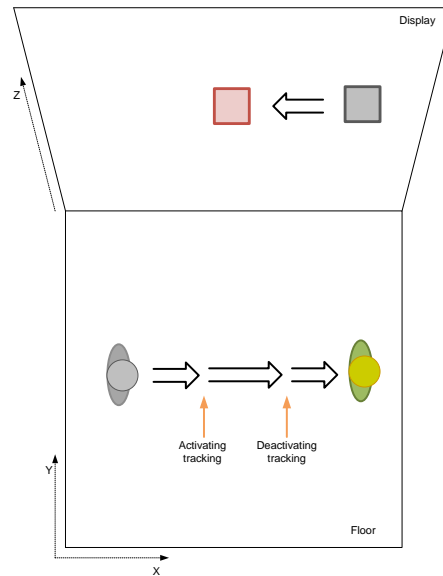 Display
Z
Activating
tracking
Deactivating
tracking
Y
Floor
X